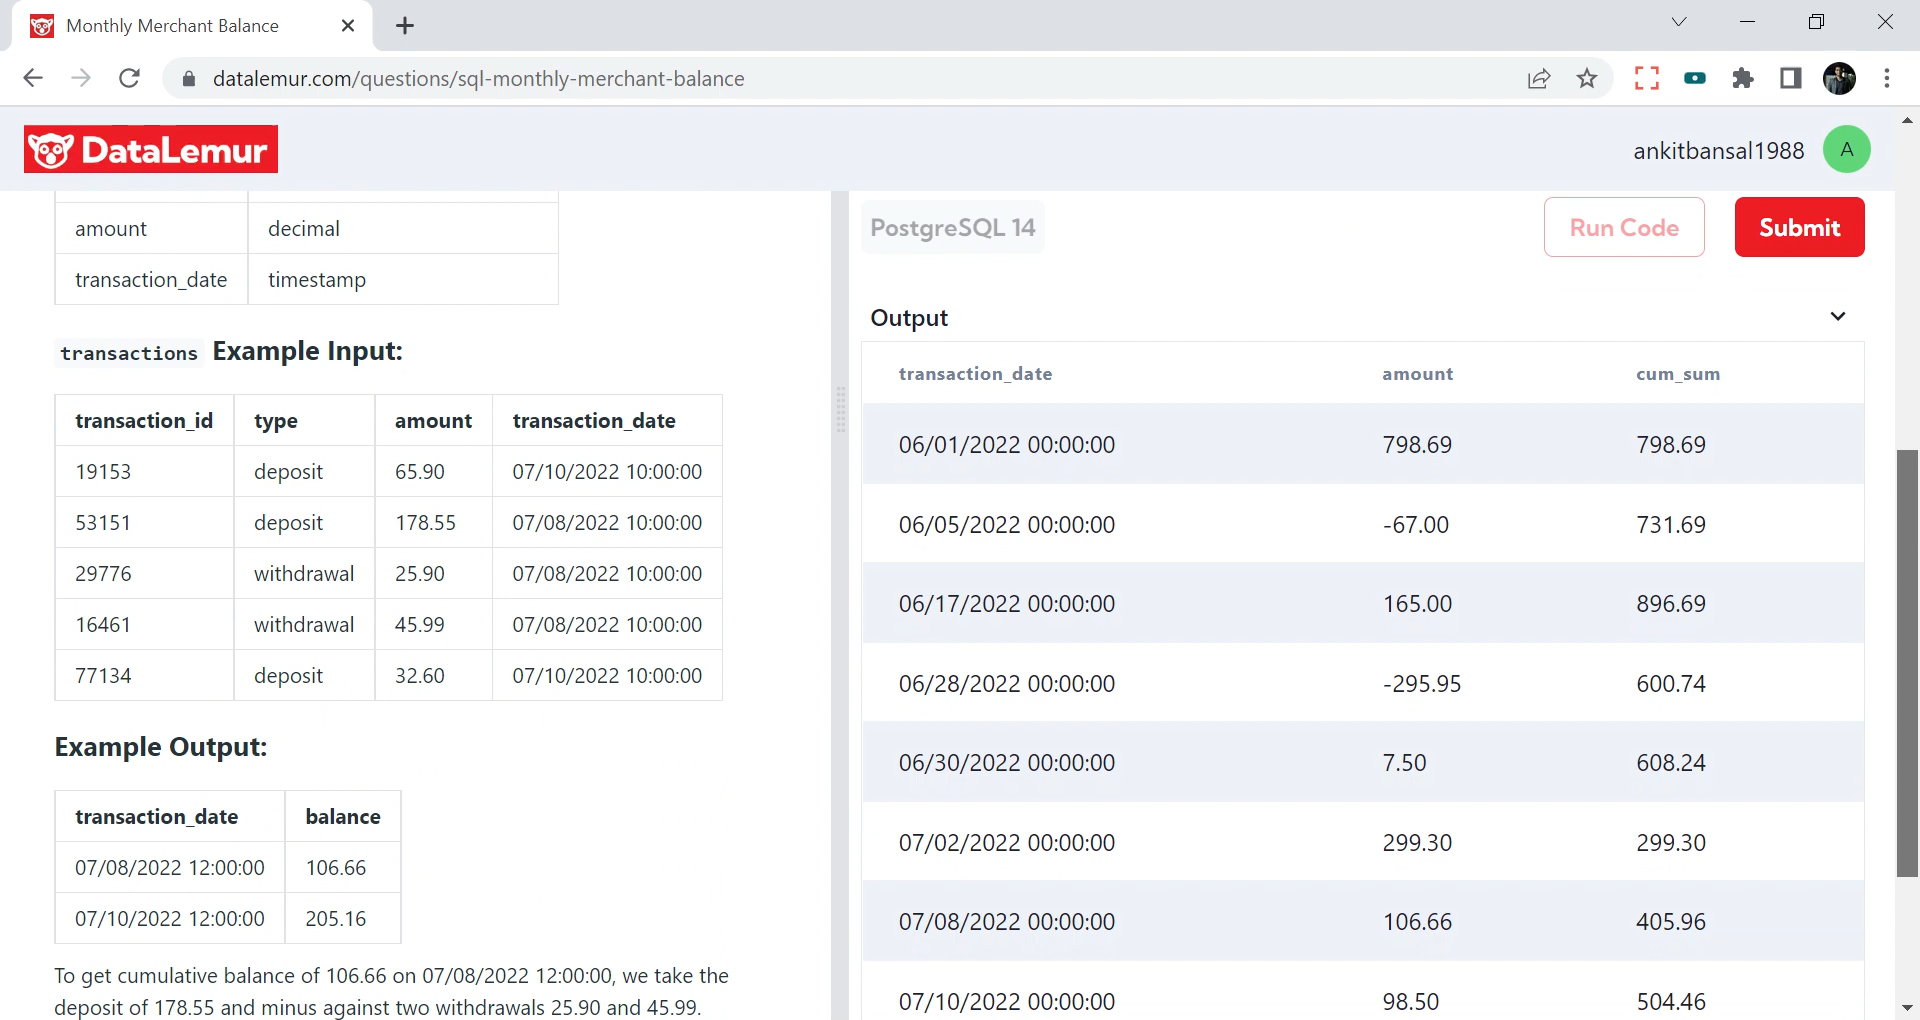 Monthly Merchant Balance
datalemur.com/questions/sql-monthly-merchant-balance
DataLemur
ankitbansal1988 A
amount decimal
transaction_date timestamp
transactions Example Input:
transaction_id type amount transaction_date
19153 deposit 65.90 07/10/2022 10:00:00
53151 deposit 178.55 07/08/2022 10:00:00
29776 withdrawal 25.90 07/08/2022 10:00:00
16461 withdrawal 45.99 07/08/2022 10:00:00
77134 deposit 32.60 07/10/2022 10:00:00
Example Output:
transaction_date balance
07/08/2022 12:00:00 106.66
07/10/2022 12:00:00 205.16
To get cumulative balance of 106.66 on 07/08/2022 12:00:00, we take the
deposit of 178.55 and minus against two withdrawals 25.90 and 45.99.
PostgreSQL 14
Run Code
Submit
Output
transaction_date amount cum_sum
06/01/2022 00:00:00 798.69 798.69
06/05/2022 00:00:00 -67.00 731.69
06/17/2022 00:00:00 165.00 896.69
06/28/2022 00:00:00 -295.95 600.74
06/30/2022 00:00:00 7.50 608.24
07/02/2022 00:00:00 299.30 299.30
07/08/2022 00:00:00 106.66 405.96
07/10/2022 00:00:00 98.50 504.46